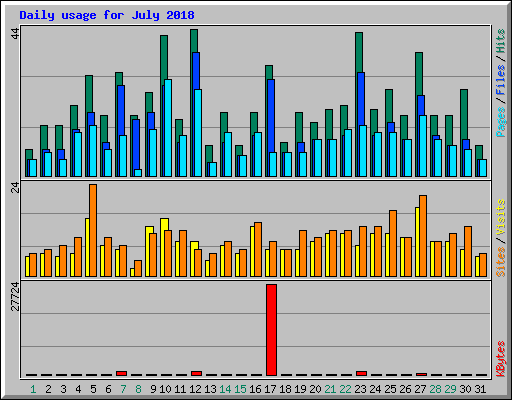 Daily usage for July 2018
44
Pages / Files / Hits
24
Sites / Visits
27724
KBytes
1 2 3 4 5 6 7 8 9 10 11 12 13 14 15 16 17 18 19 20 21 22 23 24 25 26 27 28 29 30 31